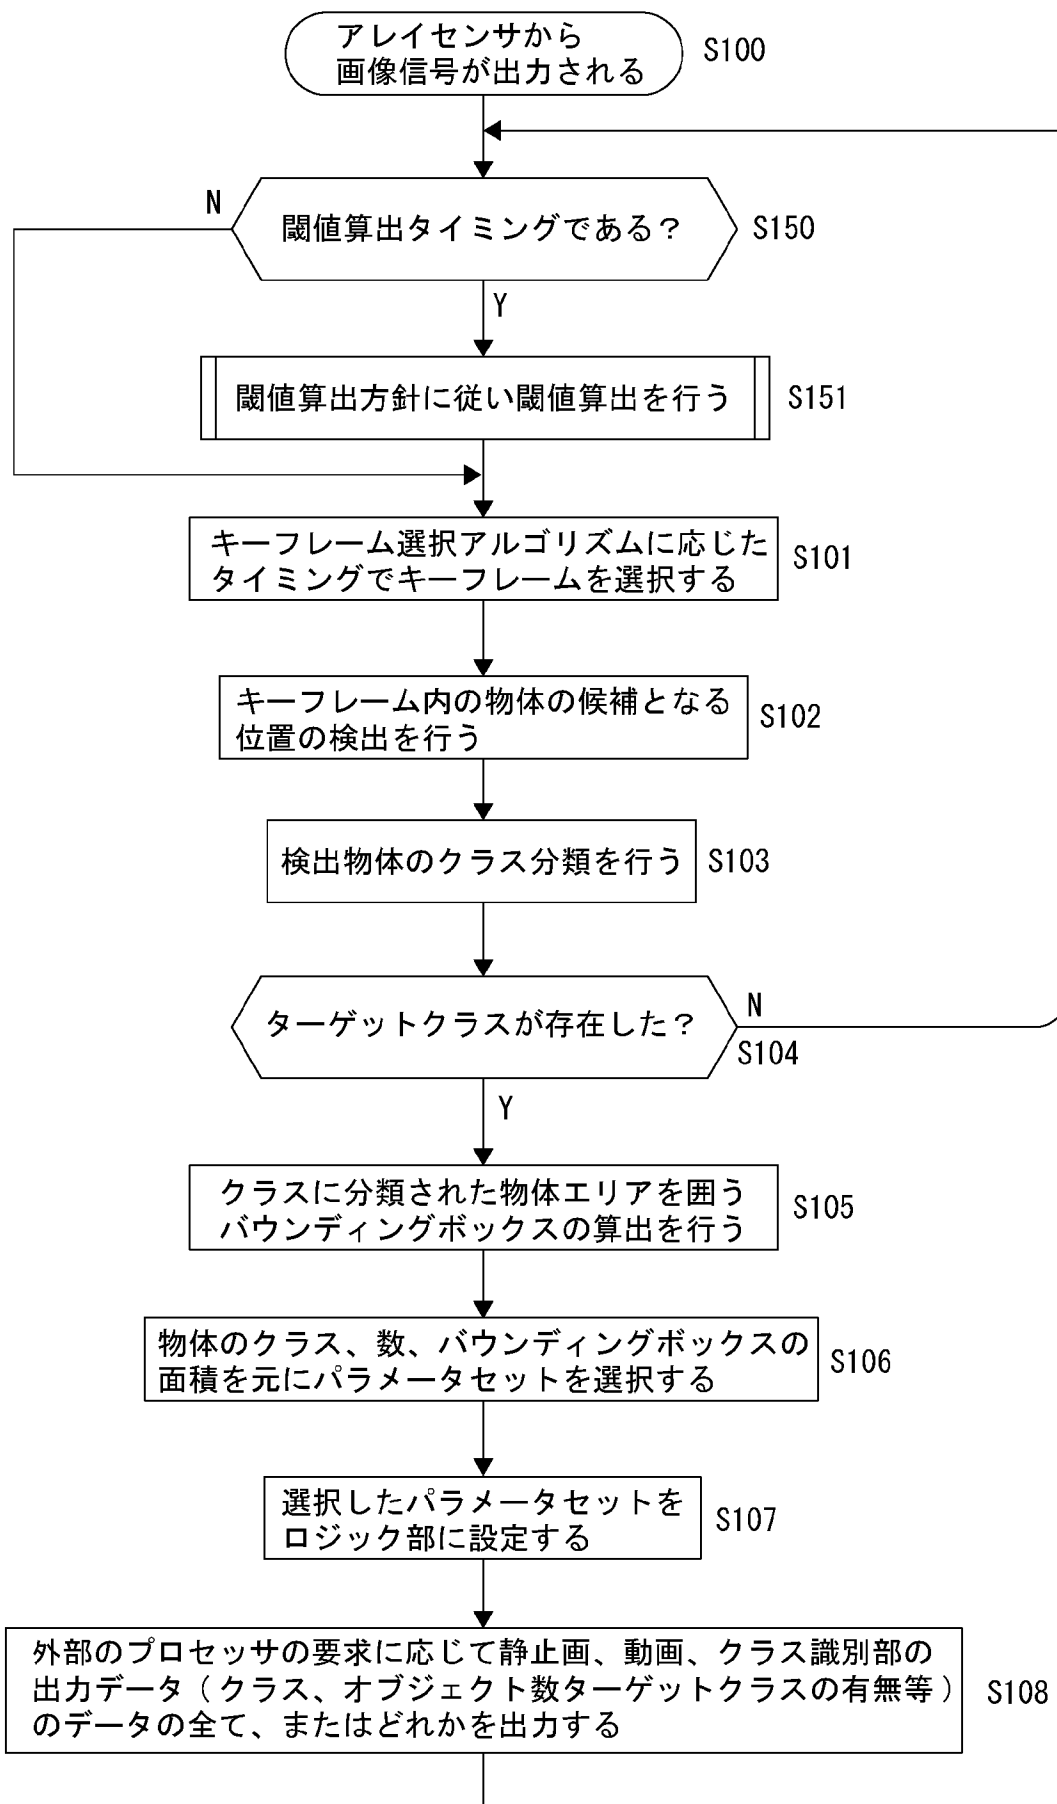 アレイセンサから
画像信号が出力される
S100
N
閾値算出タイミングである？
S150
Y
閾値算出方針に従い閾値算出を行う
S151
キーフレーム選択アルゴリズムに応じた
タイミングでキーフレームを選択する
S101
キーフレーム内の物体の候補となる
位置の検出を行う
S102
検出物体のクラス分類を行う
S103
ターゲットクラスが存在した？
N
S104
Y
クラスに分類された物体エリアを囲う
バウンディングボックスの算出を行う
S105
物体のクラス、数、バウンディングボックスの
面積を元にパラメータセットを選択する
S106
選択したパラメータセットを
ロジック部に設定する
S107
外部のプロセッサの要求に応じて静止画、動画、クラス識別部の
出力データ（クラス、オブジェクト数ターゲットクラスの有無等）
のデータの全て、またはどれかを出力する
S108